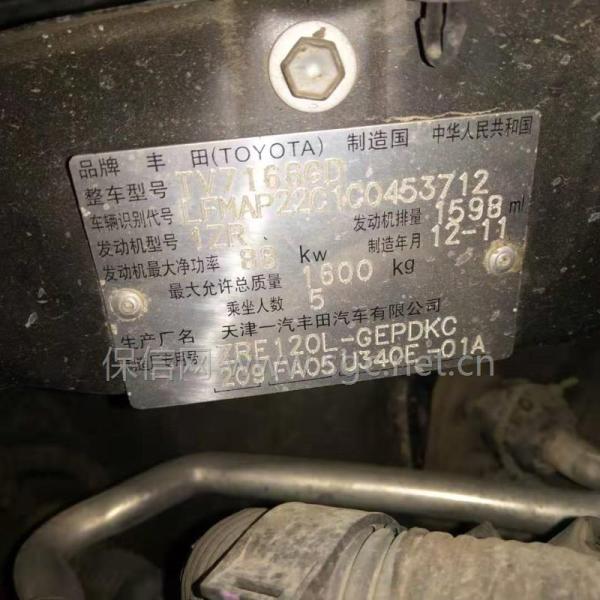 品牌 丰田(TOYOTA) 制造国 中华人民共和国
整车型号 TV7166GD
车辆识别代号 LFMAP22C1C0453712
发动机型号 1ZR 发动机排量 1598 ml
发动机最大净功率 88 kw 制造年月 12-11
最大允许总质量 1600 kg
乘坐人数 5
生产厂名 天津一汽丰田汽车有限公司
ZRE120L-GEPDKC
209 FA05 U340E -01A
保信网